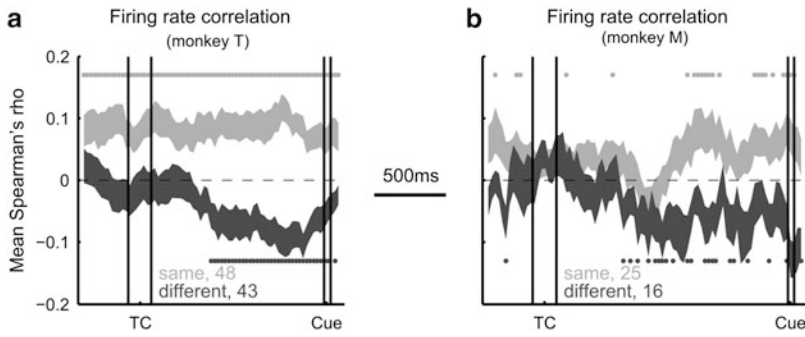 a
Firing rate correlation
(monkey T)
Mean Spearman's rho
0.2
0.1
0
−0.1
−0.2
same, 48
different, 43
TC
Cue
500ms
b
Firing rate correlation
(monkey M)
same, 25
different, 16
TC
Cue